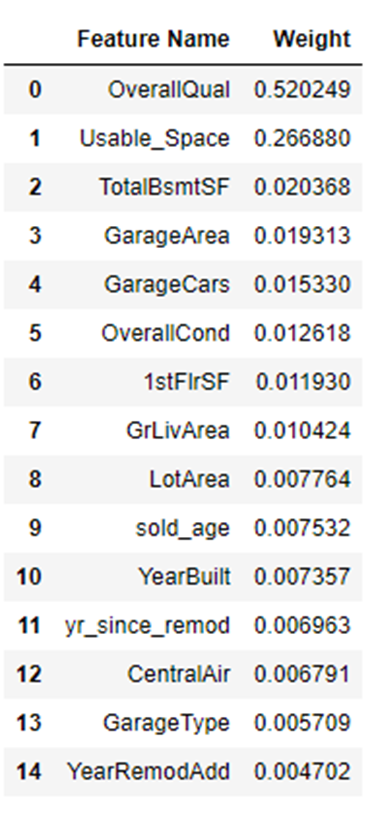 Feature Name Weight
0 OverallQual 0.520249
1 Usable_Space 0.266880
2 TotalBsmtSF 0.020368
3 GarageArea 0.019313
4 GarageCars 0.015330
5 OverallCond 0.012618
6 1stFlrSF 0.011930
7 GrLivArea 0.010424
8 LotArea 0.007764
9 sold_age 0.007532
10 YearBuilt 0.007357
11 yr_since_remod 0.006963
12 CentralAir 0.006791
13 GarageType 0.005709
14 YearRemodAdd 0.004702